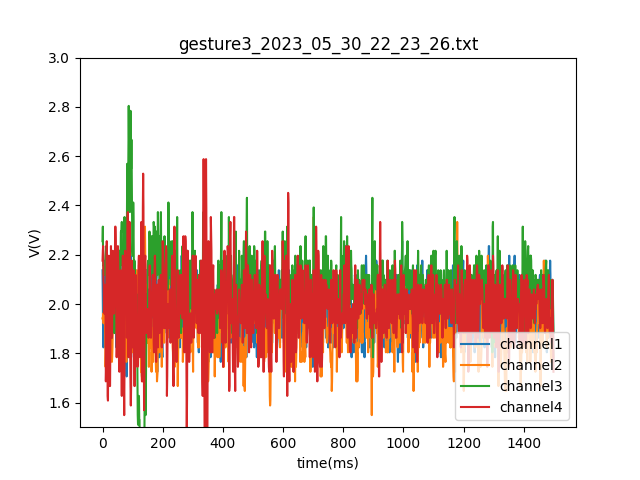 gesture3_2023_05_30_22_23_26.txt
3.0
2.8
2.6
2.4
2.2
2.0
1.8
1.6
V(V)
0 200 400 600 800 1000 1200 1400
time(ms)
channel1
channel2
channel3
channel4